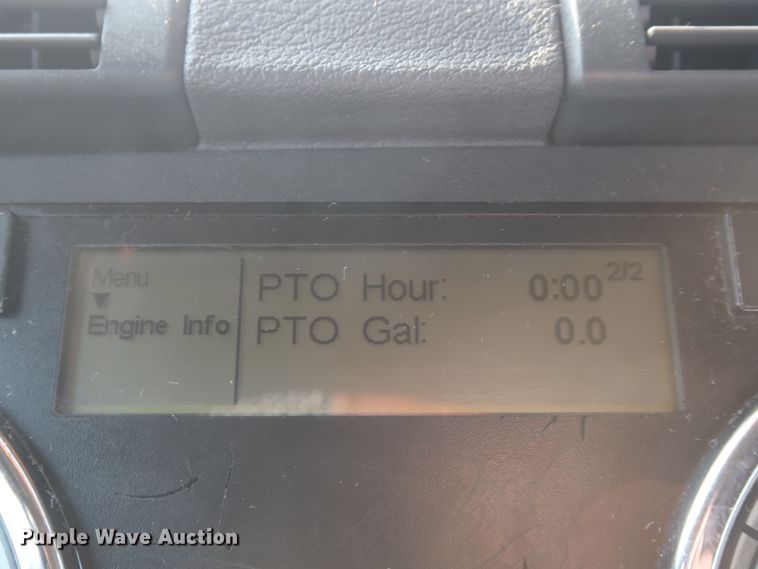 Menu
Engine Info
PTO Hour: 0:00 2/2
PTO Gal: 0.0
Purple Wave Auction